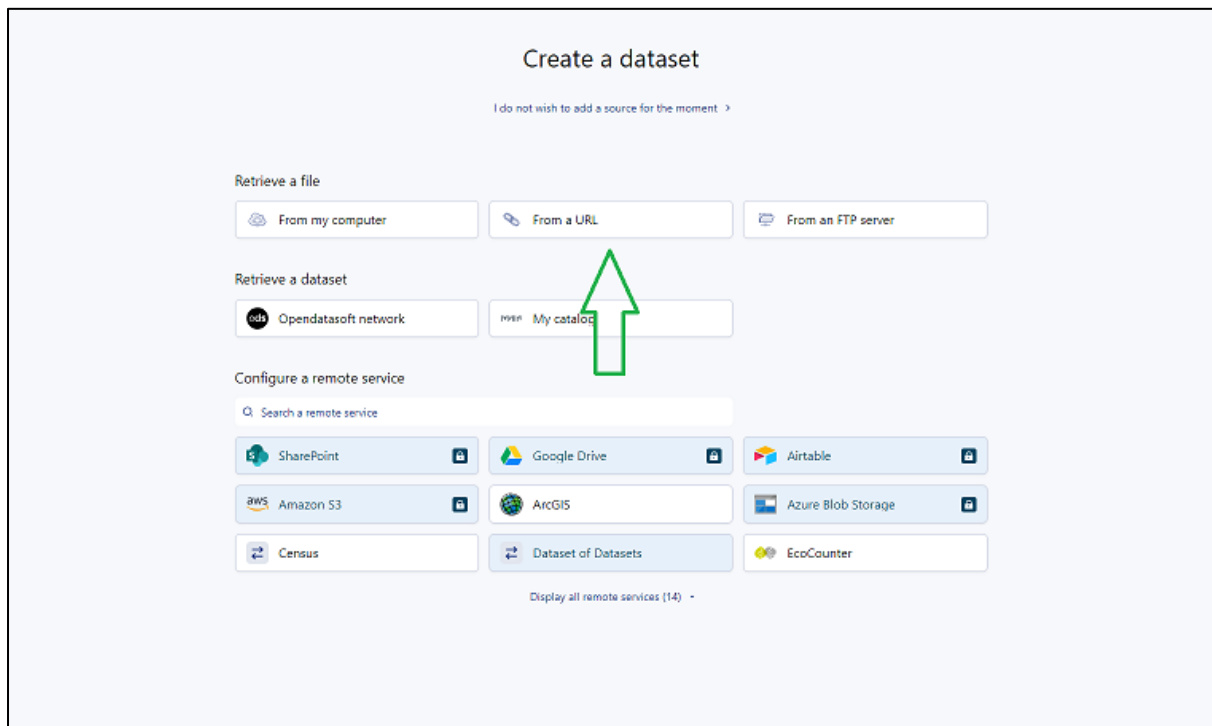 Create a dataset
I do not wish to add a source for the moment >
Retrieve a file
From my computer
From a URL
From an FTP server
Retrieve a dataset
ods Opendatasoft network
My catalog
Configure a remote service
Search a remote service
SharePoint
Google Drive
Airtable
aws Amazon S3
ArcGIS
Azure Blob Storage
Census
Dataset of Datasets
EcoCounter
Display all remote services (14)